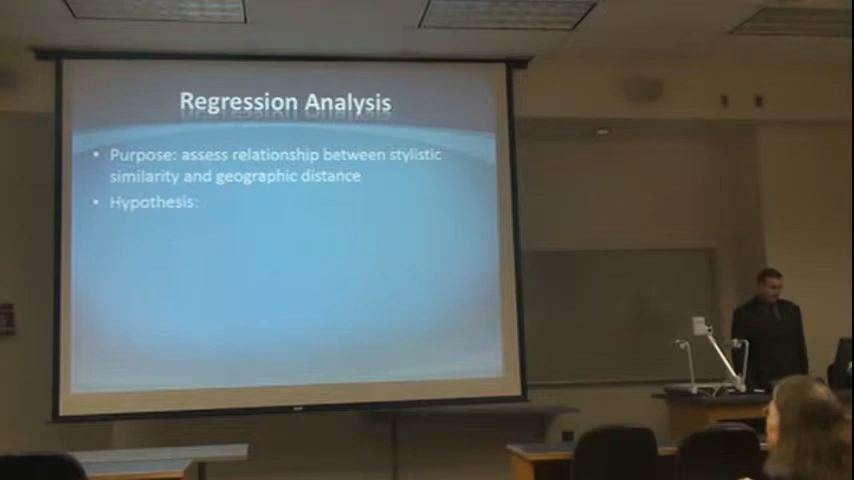 Regression Analysis
• Purpose: assess relationship between stylistic
similarity and geographic distance
• Hypothesis: